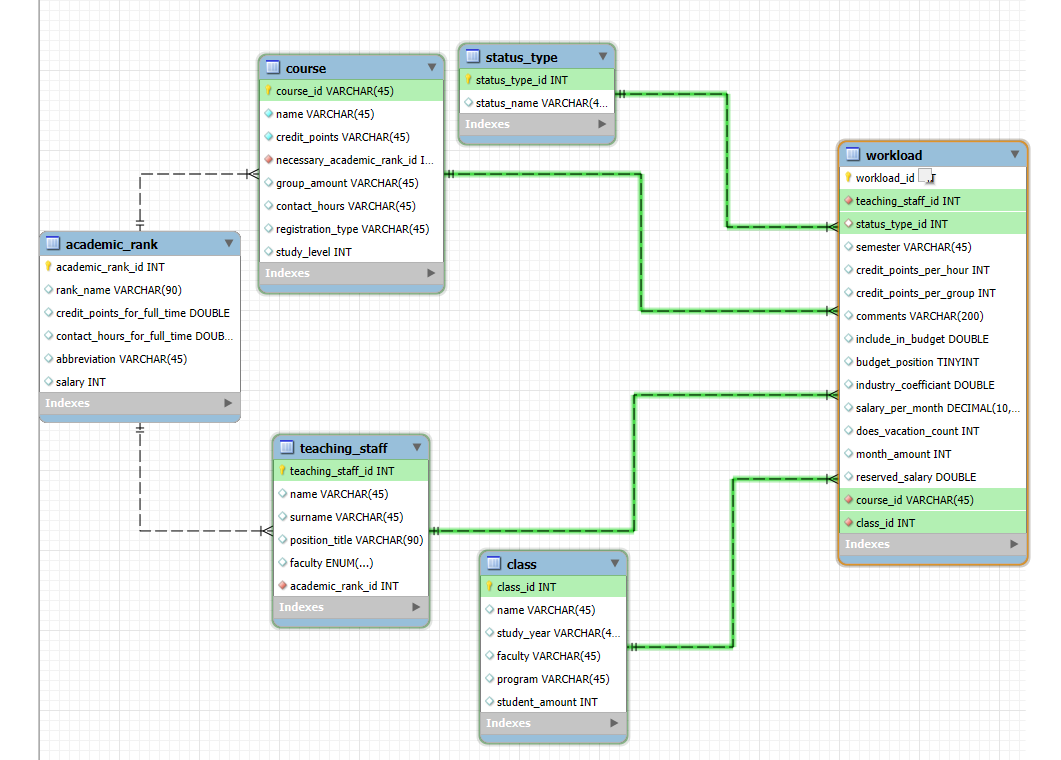 course
course_id VARCHAR(45)
name VARCHAR(45)
credit_points VARCHAR(45)
necessary_academic_rank_id I...
group_amount VARCHAR(45)
contact_hours VARCHAR(45)
registration_type VARCHAR(45)
study_level INT
Indexes
status_type
status_type_id INT
status_name VARCHAR(4...
Indexes
academic_rank
academic_rank_id INT
rank_name VARCHAR(90)
credit_points_for_full_time DOUBLE
contact_hours_for_full_time DOUB...
abbreviation VARCHAR(45)
salary INT
Indexes
teaching_staff
teaching_staff_id INT
name VARCHAR(45)
surname VARCHAR(45)
position_title VARCHAR(90)
faculty ENUM(...)
academic_rank_id INT
Indexes
class
class_id INT
name VARCHAR(45)
study_year VARCHAR(4...
faculty VARCHAR(45)
program VARCHAR(45)
student_amount INT
Indexes
workload
workload_id
teaching_staff_id INT
status_type_id INT
semester VARCHAR(45)
credit_points_per_hour INT
credit_points_per_group INT
comments VARCHAR(200)
include_in_budget DOUBLE
budget_position TINYINT
industry_coefficiant DOUBLE
salary_per_month DECIMAL(10,...
does_vacation_count INT
month_amount INT
reserved_salary DOUBLE
course_id VARCHAR(45)
class_id INT
Indexes